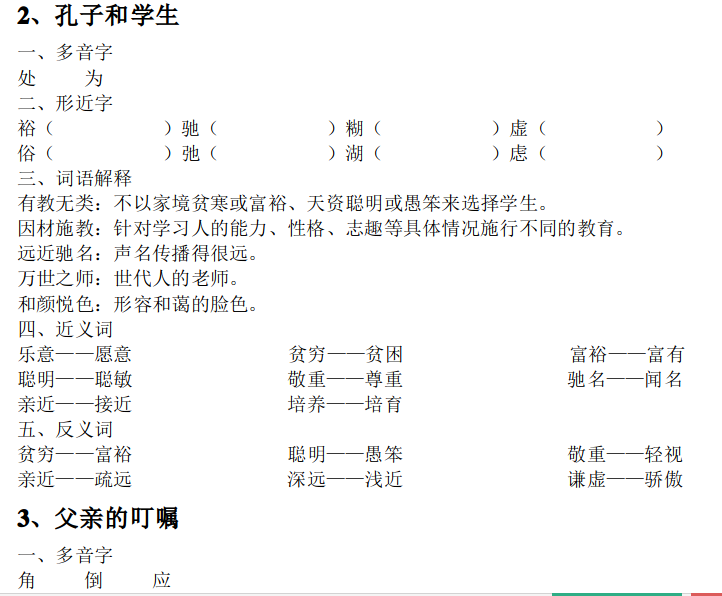 2、孔子和学生
一、多音字
处 为
二、形近字
裕（ ）驰（ ）糊（ ）虚（ ）
俗（ ）弛（ ）湖（ ）虑（ ）
三、词语解释
有教无类：不以家境贫寒或富裕、天资聪明或愚笨来选择学生。
因材施教：针对学习人的能力、性格、志趣等具体情况施行不同的教育。
远近驰名：声名传播得很远。
万世之师：世代人的老师。
和颜悦色：形容和蔼的脸色。
四、近义词
乐意——愿意 贫穷——贫困 富裕——富有
聪明——聪敏 敬重——尊重 驰名——闻名
亲近——接近 培养——培育
五、反义词
贫穷——富裕 聪明——愚笨 敬重——轻视
亲近——疏远 深远——浅近 谦虚——骄傲
3、父亲的叮嘱
一、多音字
角 倒 应